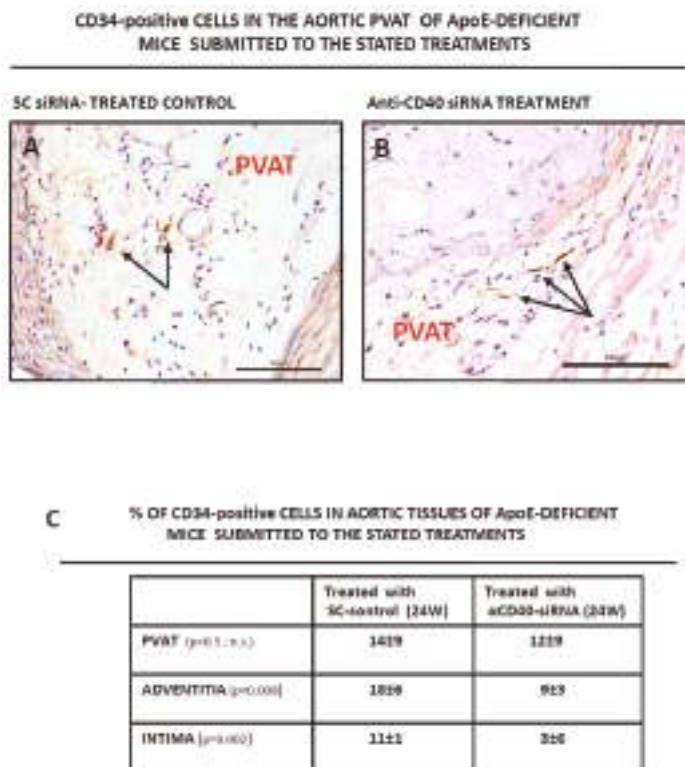 CD34-positive CELLS IN THE AORTIC PVAT OF ApoE-DEFICIENT
MICE SUBMITTED TO THE STATED TREATMENTS
SC siRNA- TREATED CONTROL
Anti-CD40 siRNA TREATMENT
A
PVAT
B
PVAT
C
% OF CD34-positive CELLS IN AORTIC TISSUES OF ApoE-DEFICIENT
MICE SUBMITTED TO THE STATED TREATMENTS
Treated with
SC-control (24W)
Treated with
αCD40-siRNA (24W)
PVAT
14±9
12±9
ADVENTITIA
18±6
9±3
INTIMA (p=0.002)
11±1